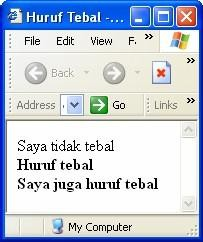 Huruf Tebal - ...
File Edit View F
Back
Address Go Links
Saya tidak tebal
Huruf tebal
Saya juga huruf tebal
My Computer